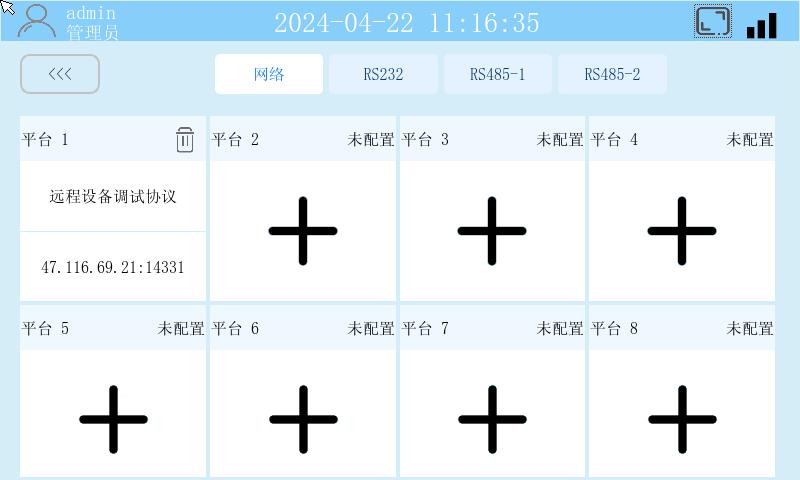 admin
管理员
2024-04-22 11:16:35
<<<
网络
RS232
RS485-1
RS485-2
平台 1
平台 2 未配置
平台 3 未配置
平台 4 未配置
远程设备调试协议
47.116.69.21:14331
平台 5 未配置
平台 6 未配置
平台 7 未配置
平台 8 未配置